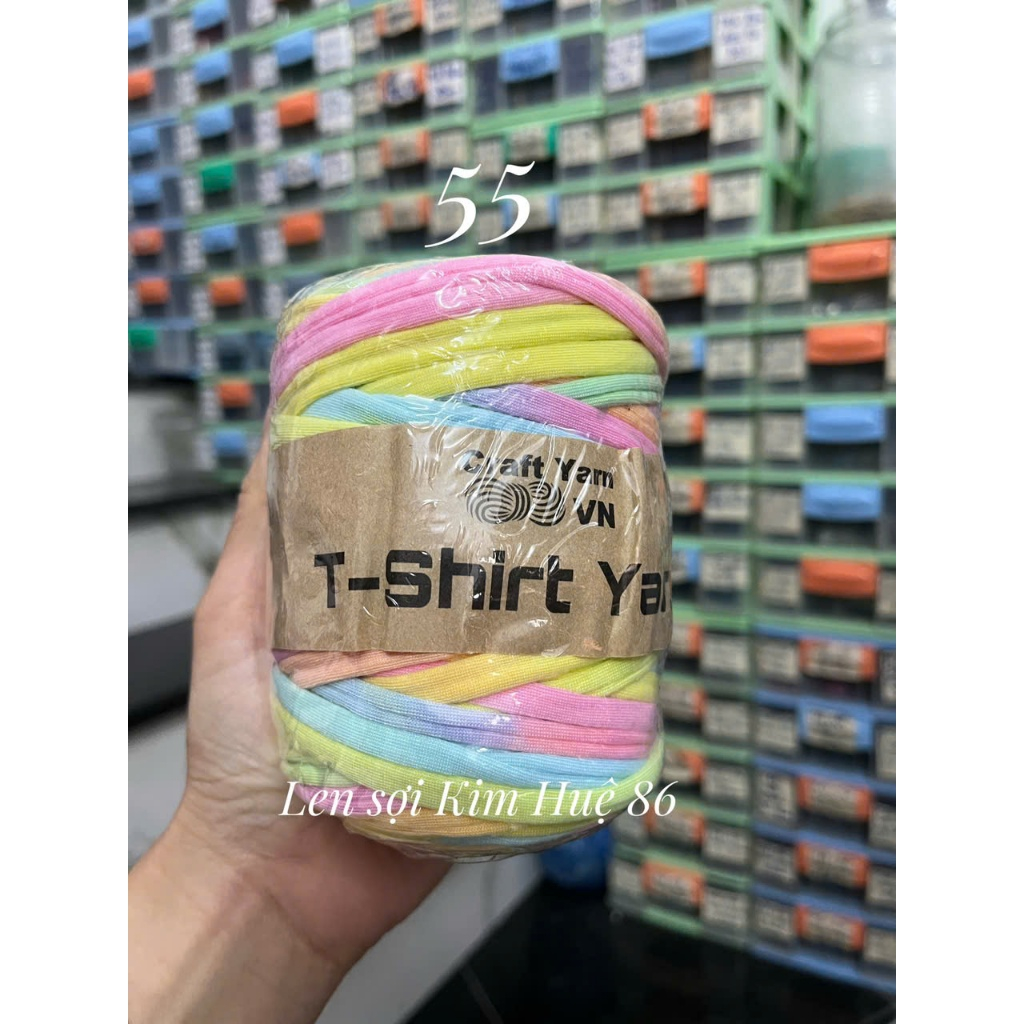 55
Craft Yarn
VN
T-Shirt Yar
Len sợi Kim Huệ 86